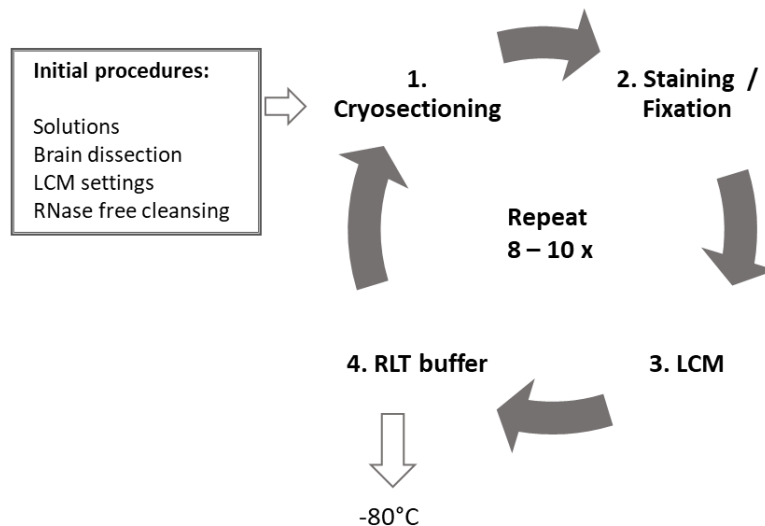 Initial procedures:
Solutions
Brain dissection
LCM settings
RNase free cleansing
1.
Cryosectioning
2. Staining /
Fixation
Repeat
8 – 10 x
4. RLT buffer
3. LCM
-80°C